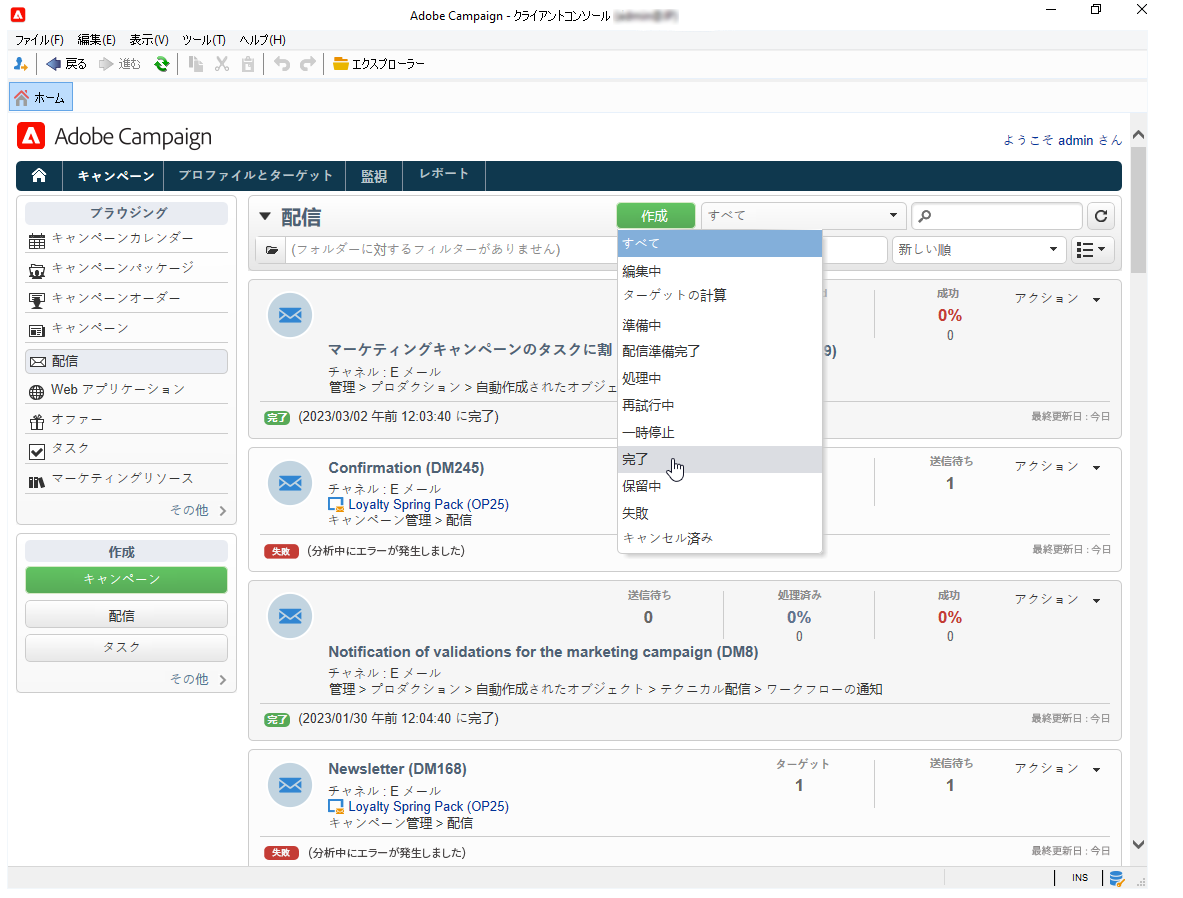 Adobe Campaign - クライアントコンソール
ファイル(F) 編集(E) 表示(V) ツール(T) ヘルプ(H)
戻る 進む エクスプローラー
ホーム
Adobe Campaign
ようこそ admin さん
キャンペーン プロファイルとターゲット 監視 レポート
ブラウジング
キャンペーンカレンダー
キャンペーンパッケージ
キャンペーンオーダー
キャンペーン
配信
Web アプリケーション
オファー
タスク
マーケティングリソース
その他
作成
キャンペーン
配信
タスク
その他
配信 作成 すべて
(フォルダーに対するフィルターがありません) 新しい順
すべて
編集中
ターゲットの計算
準備中
配信準備完了
処理中
再試行中
一時停止
完了
保留中
失敗
キャンセル済み
成功 アクション
0%
0
マーケティングキャンペーンのタスクに割 9)
チャネル : E メール
管理 > プロダクション > 自動作成されたオブジェ
完了 (2023/03/02 午前 12:03:40 に完了) 最終更新日 : 今日
Confirmation (DM245) 送信待ち アクション
1
チャネル : E メール
Loyalty Spring Pack (OP25)
キャンペーン管理 > 配信
失敗 (分析中にエラーが発生しました) 最終更新日 : 今日
送信待ち 処理済み 成功 アクション
0 0% 0%
0 0
Notification of validations for the marketing campaign (DM8)
チャネル : E メール
管理 > プロダクション > 自動作成されたオブジェクト > テクニカル配信 > ワークフローの通知
完了 (2023/01/30 午前 12:04:40 に完了) 最終更新日 : 今日
Newsletter (DM168) ターゲット 送信待ち アクション
1 1
チャネル : E メール
Loyalty Spring Pack (OP25)
キャンペーン管理 > 配信
失敗 (分析中にエラーが発生しました) 最終更新日 : 今日
INS